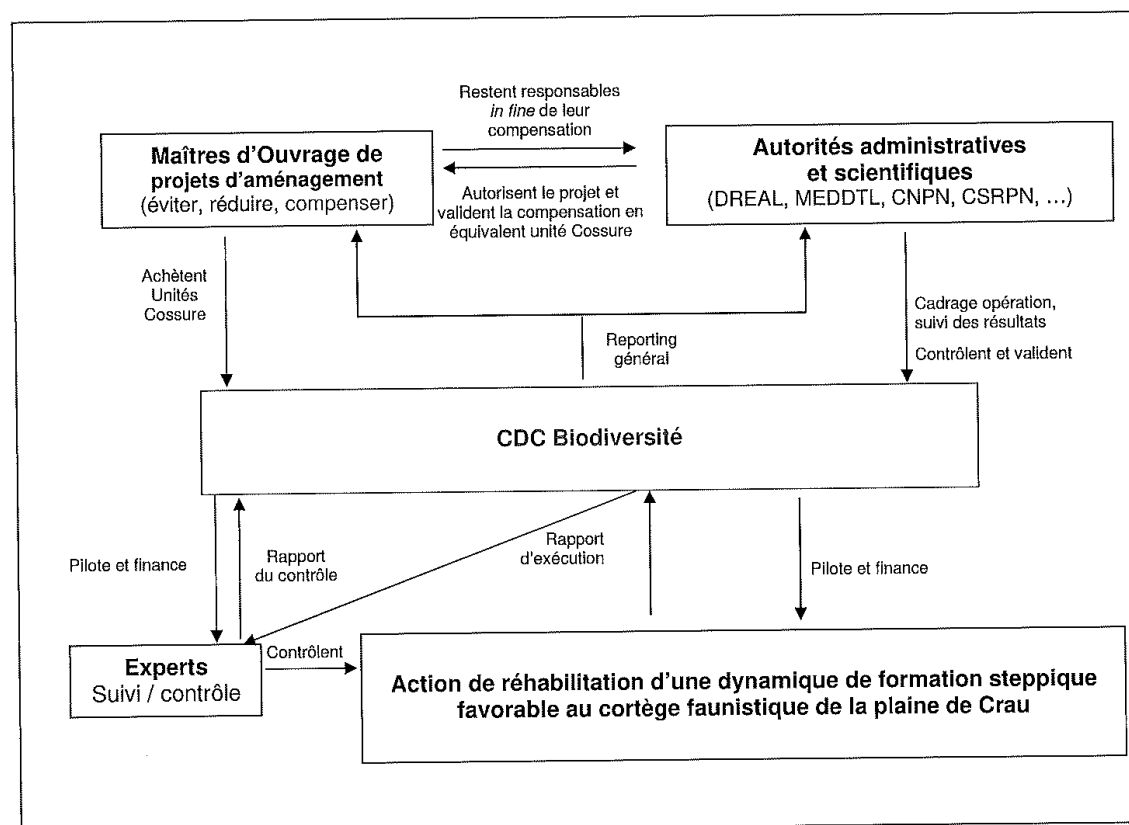 Restent responsables
in fine de leur
compensation
Maîtres d'Ouvrage de
projets d'aménagement
(éviter, réduire, compenser)
Autorités administratives
et scientifiques
(DREAL, MEDDTL, CNPN, CSRPN, ...)
Autorisent le projet et
valident la compensation en
équivalent unité Cossure
Achètent
Unités
Cossure
Reporting
général
Cadrage opération,
suivi des résultats
Contrôlent et valident
CDC Biodiversité
Pilote et finance
Rapport
du contrôle
Rapport
d'exécution
Pilote et finance
Experts
Suivi / contrôle
Contrôlent
Action de réhabilitation d'une dynamique de formation steppique
favorable au cortège faunistique de la plaine de Crau